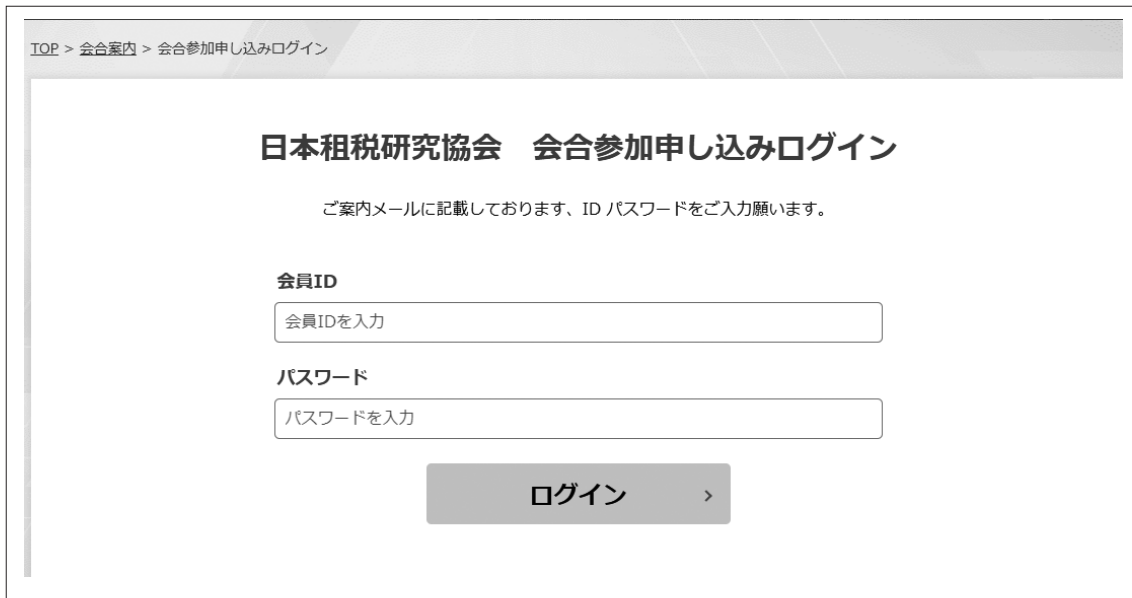 TOP > 会合案内 > 会合参加申し込みログイン
日本租税研究協会　会合参加申し込みログイン
ご案内メールに記載しております、ID パスワードをご入力願います。
会員ID
会員IDを入力
パスワード
パスワードを入力
ログイン ›